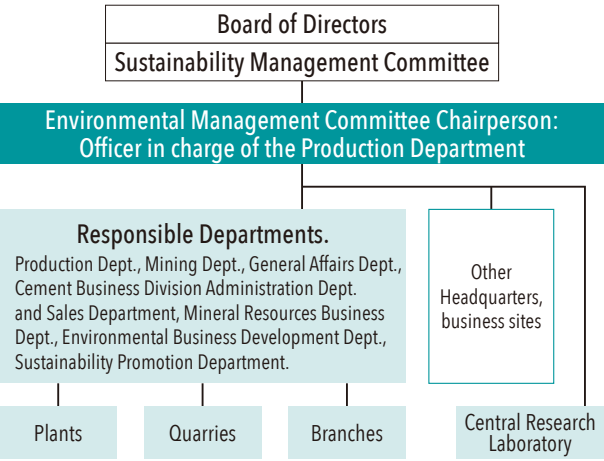 Board of Directors
Sustainability Management Committee
Environmental Management Committee Chairperson:
Officer in charge of the Production Department
Responsible Departments.
Production Dept., Mining Dept., General Affairs Dept.,
Cement Business Division Administration Dept.
and Sales Department, Mineral Resources Business
Dept., Environmental Business Development Dept.,
Sustainability Promotion Department.
Other
Headquarters,
business sites
Plants
Quarries
Branches
Central Research
Laboratory